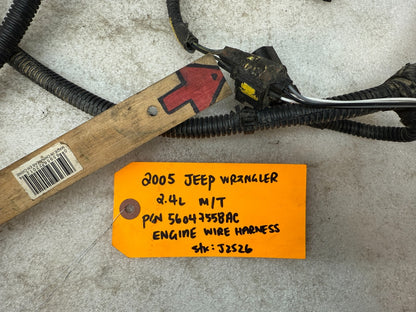 2005 JEEP WRANGLER
2.4L M/T
P/N 56047558AC
ENGINE WIRE HARNESS
stk: J2526